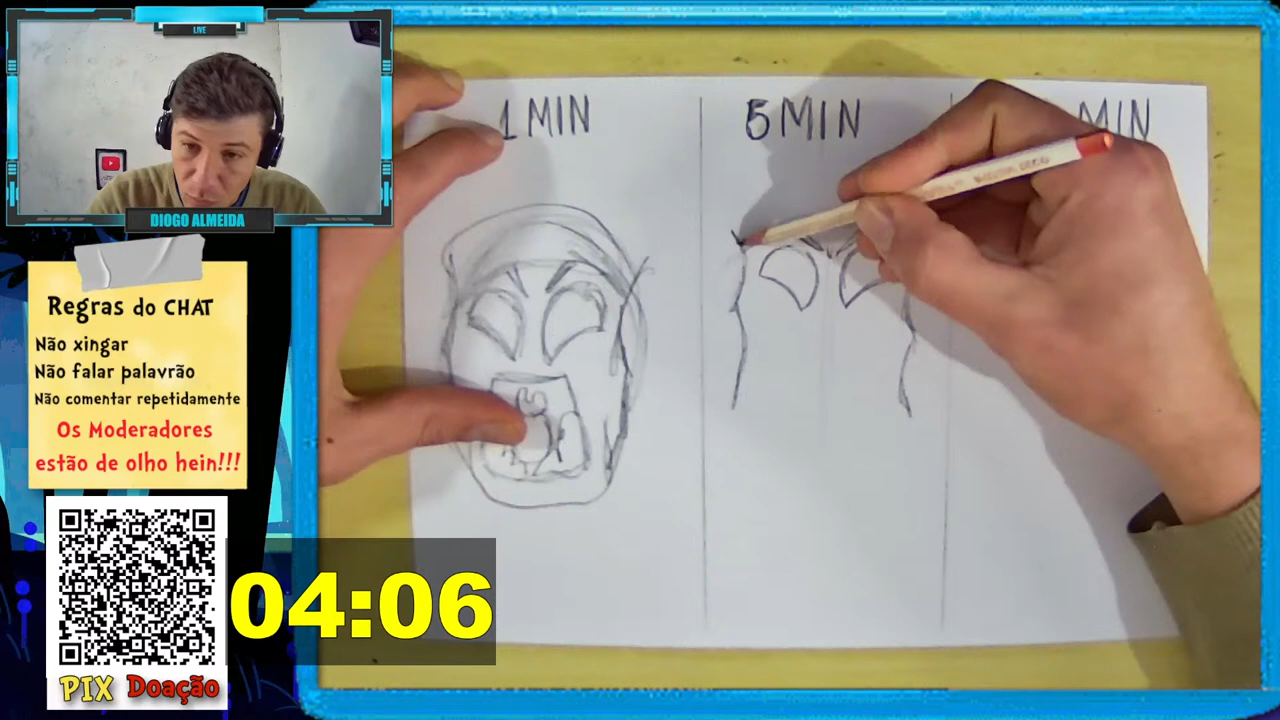 LIVE
DIOGO ALMEIDA
Regras do CHAT
Não xingar
Não falar palavrão
Não comentar repetidamente
Os Moderadores
estão de olho hein!!!
PIX Doação
04:06
1 MIN
5 MIN
MIN